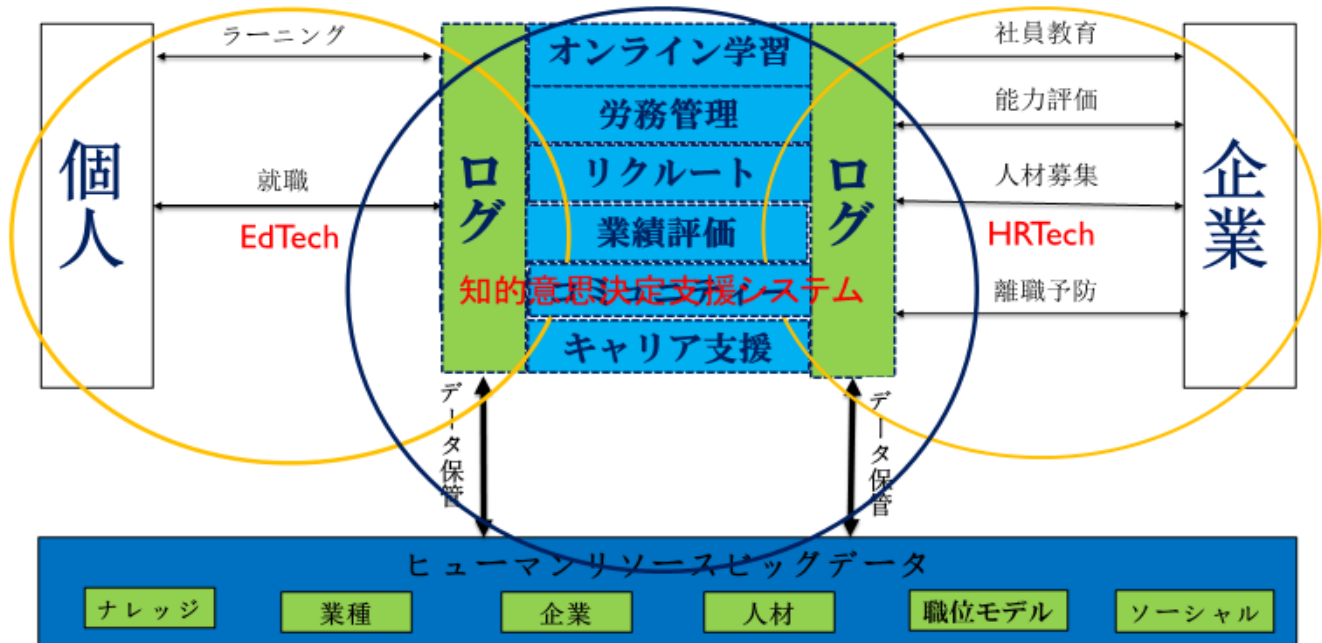 ラーニング
社員教育
オンライン学習
能力評価
労務管理
個人
ログ
リクルート
ログ
人材募集
企業
就職
業績評価
EdTech
HRTech
知的意思決定支援システム
離職予防
キャリア支援
データ保管
データ保管
ヒューマンリソースビッグデータ
ナレッジ
業種
企業
人材
職位モデル
ソーシャル